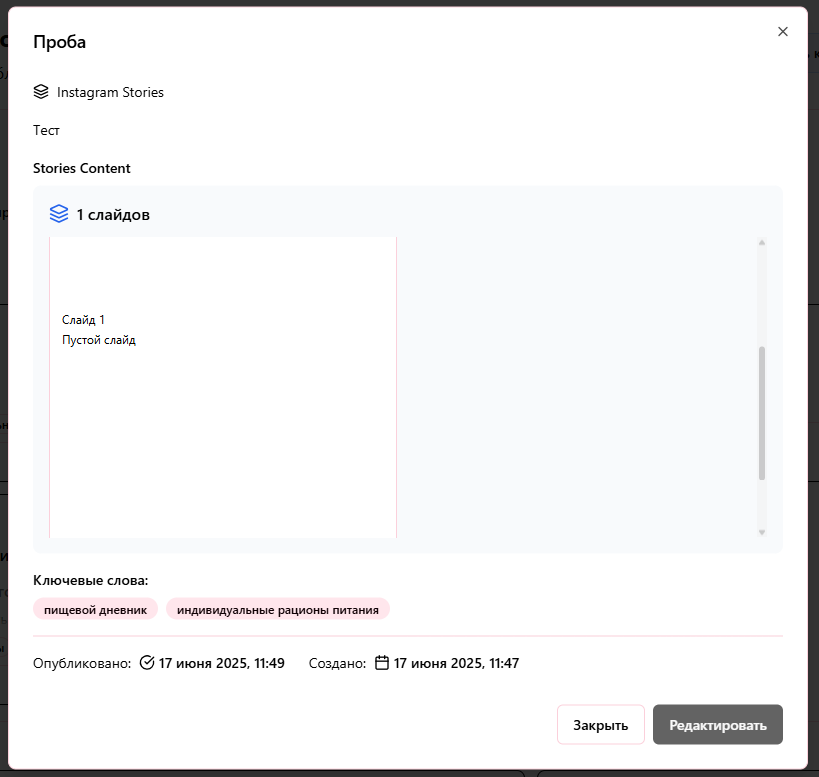 Проба
Instagram Stories
Тест
Stories Content
1 слайдов
Слайд 1
Пустой слайд
Ключевые слова:
пищевой дневник индивидуальные рационы питания
Опубликовано: 17 июня 2025, 11:49 Создано: 17 июня 2025, 11:47
Закрыть Редактировать